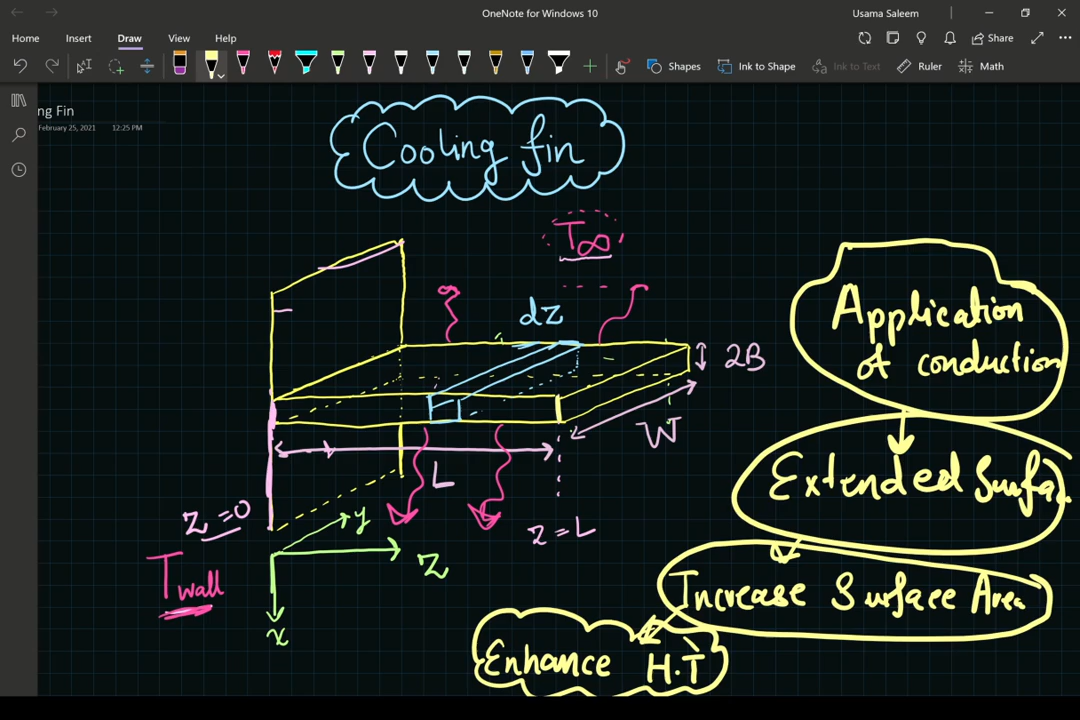 OneNote for Windows 10
Usama Saleem
Home Insert Draw View Help
Share
Shapes
Ink to Shape
Ink to Text
Ruler
Math
ng Fin
February 25, 2021 12:25 PM
Cooling fin
T∞
dz
2B
W
L
z=0
z=L
Twall
y
z
x
Application
of conduction
Extended Surfac
Increase Surface Area
Enhance H.T